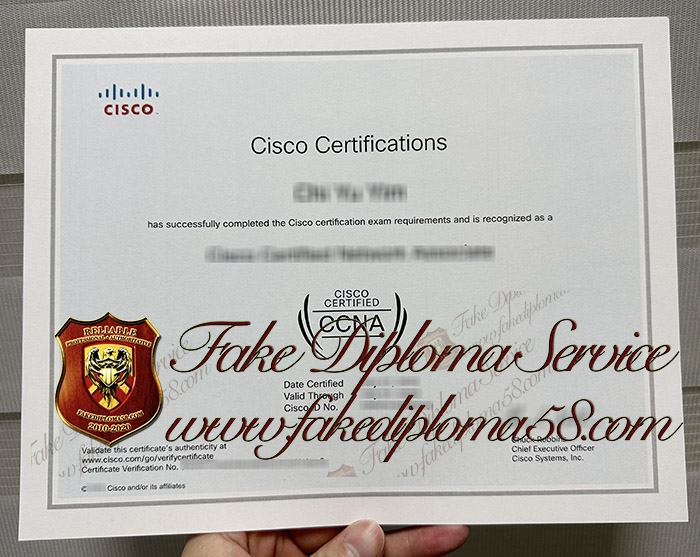 CISCO
Cisco Certifications
has successfully completed the Cisco certification exam requirements and is recognized as a
CISCO
CERTIFIED
CCNA
RELIABLE
PROFESSIONAL & AUTHORITATIVE
FAKEDIPLOMA58.COM
2010-2020
Fake Diploma Service
www.fakediploma58.com
Date Certified
Valid Through
Cisco ID No.
Validate this certificate's authenticity at
www.cisco.com/go/verifycertificate
Certificate Verification No.
Chuck Robbins
Chief Executive Officer
Cisco Systems, Inc.
Cisco and/or its affiliates